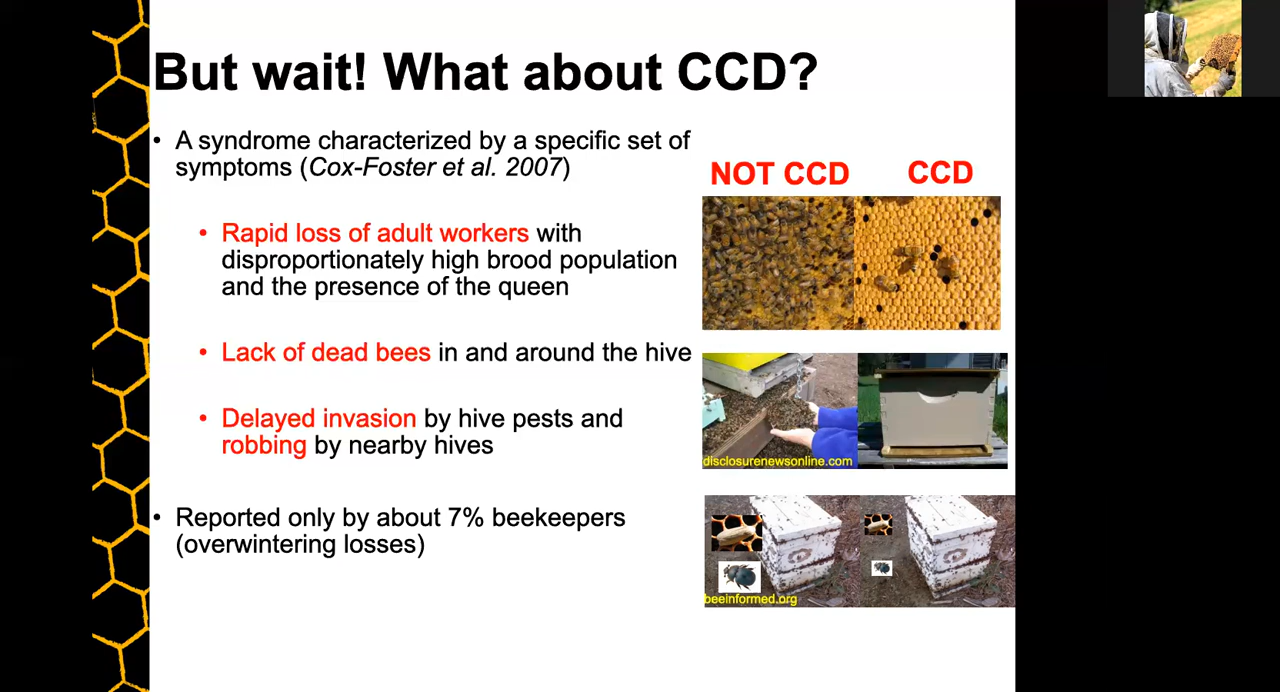 But wait! What about CCD?
• A syndrome characterized by a specific set of
symptoms (Cox-Foster et al. 2007)
• Rapid loss of adult workers with
disproportionately high brood population
and the presence of the queen
• Lack of dead bees in and around the hive
• Delayed invasion by hive pests and
robbing by nearby hives
• Reported only by about 7% beekeepers
(overwintering losses)
NOT CCD
CCD
disclosurenewsonline.com
beeinformed.org